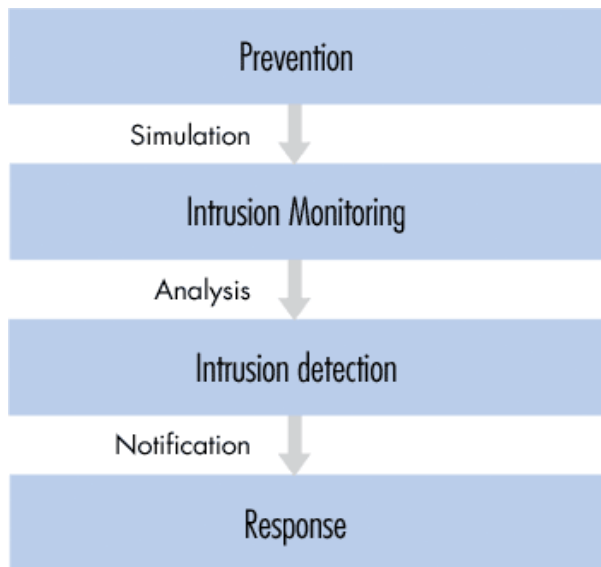 Prevention
Simulation
Intrusion Monitoring
Analysis
Intrusion detection
Notification
Response